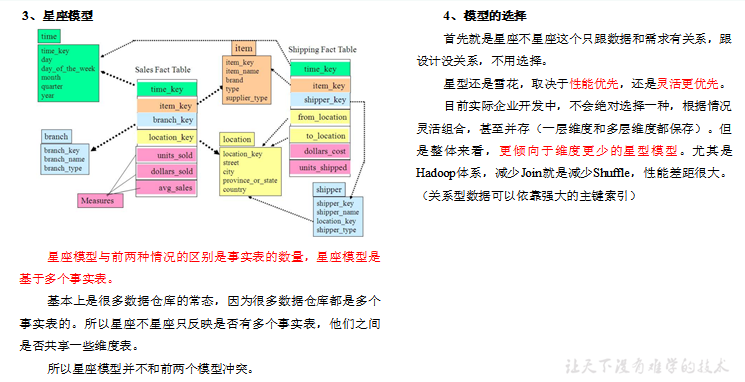 3、星座模型
time
time_key
day
day_of_the_week
month
quarter
year
Sales Fact Table
time_key
item_key
branch_key
location_key
units_sold
dollars_sold
avg_sales
Measures
item
item_key
item_name
brand
type
supplier_type
Shipping Fact Table
time_key
item_key
shipper_key
from_location
to_location
dollars_cost
units_shipped
branch
branch_key
branch_name
branch_type
location
location_key
street
city
province_or_state
country
shipper
shipper_key
shipper_name
location_key
shipper_type
星座模型与前两种情况的区别是事实表的数量，星座模型是
基于多个事实表。
基本上是很多数据仓库的常态，因为很多数据仓库都是多个
事实表的。所以星座不星座只反映是否有多个事实表，他们之间
是否共享一些维度表。
所以星座模型并不和前两个模型冲突。
4、模型的选择
首先就是星座不星座这个只跟数据和需求有关系，跟
设计没关系，不用选择。
星型还是雪花，取决于性能优先，还是灵活更优先。
目前实际企业开发中，不会绝对选择一种，根据情况
灵活组合，甚至并存（一层维度和多层维度都保存）。但
是整体来看，更倾向于维度更少的星型模型。尤其是
Hadoop体系，减少Join就是减少Shuffle，性能差距很大。
（关系型数据可以依靠强大的主键索引）
让天下没有难学的技术